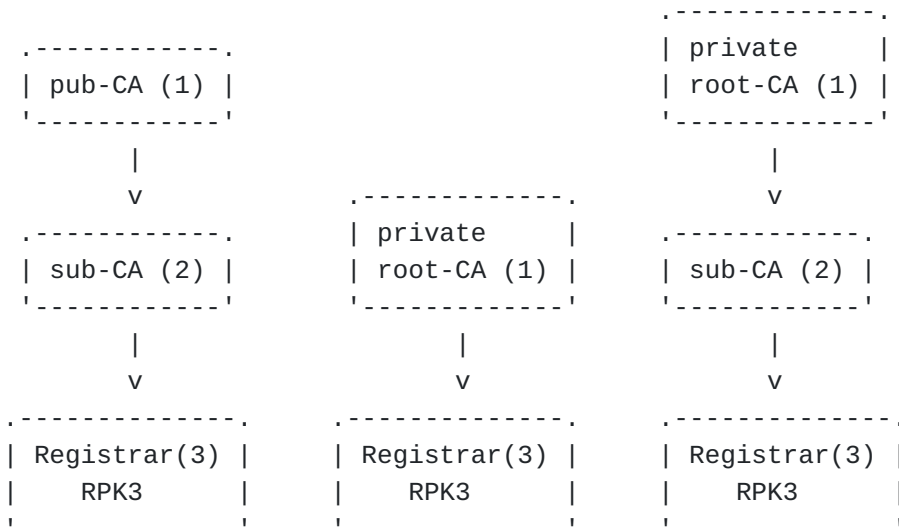 .-------------.
.------------. | private |
| pub-CA (1) | | root-CA (1) |
'------------' '-------------'
| |
v .-------------. v
.------------. | private | .------------.
| sub-CA (2) | | root-CA (1) | | sub-CA (2) |
'------------' '-------------' '------------'
| | |
v v v
.--------------. .--------------. .--------------.
| Registrar(3) | | Registrar(3) | | Registrar(3) |
| RPK3 | | RPK3 | | RPK3 |
' ' ' ' ' '